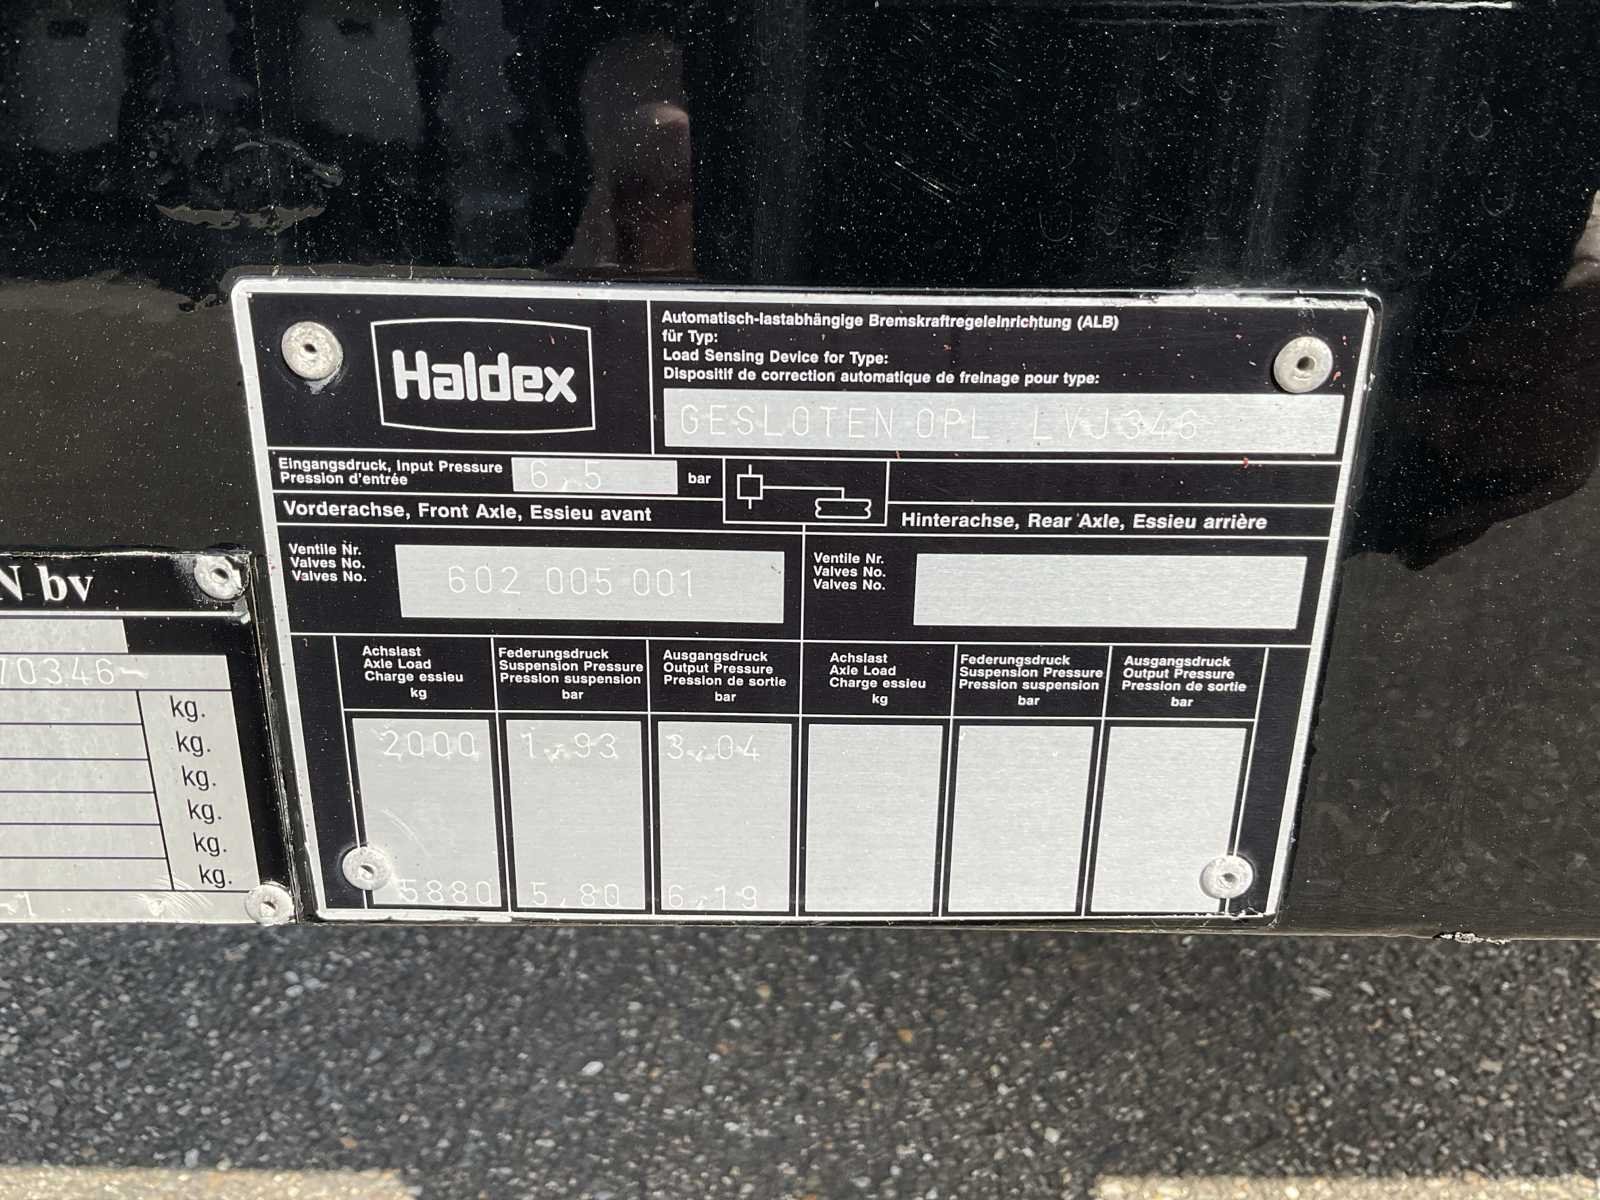 Haldex
Automatisch-lastabhängige Bremskraftregeleinrichtung (ALB)
für Typ:
Load Sensing Device for Type:
Dispositif de correction automatique de freinage pour type:
GESLOTEN OPL LVJ346
Eingangsdruck, Input Pressure
Pression d'entrée
6,5
bar
Vorderachse, Front Axle, Essieu avant
Hinterachse, Rear Axle, Essieu arrière
Ventile Nr.
Valves No.
Valves No.
602 005 001
Ventile Nr.
Valves No.
Valves No.
Achslast
Axle Load
Charge essieu
kg
Federungsdruck
Suspension Pressure
Pression suspension
bar
Ausgangsdruck
Output Pressure
Pression de sortie
bar
Achslast
Axle Load
Charge essieu
kg
Federungsdruck
Suspension Pressure
Pression suspension
bar
Ausgangsdruck
Output Pressure
Pression de sortie
bar
2000 1,93 3,04
5880 5,80 6,19
N bv
70346~
kg.
kg.
kg.
kg.
kg.
kg.